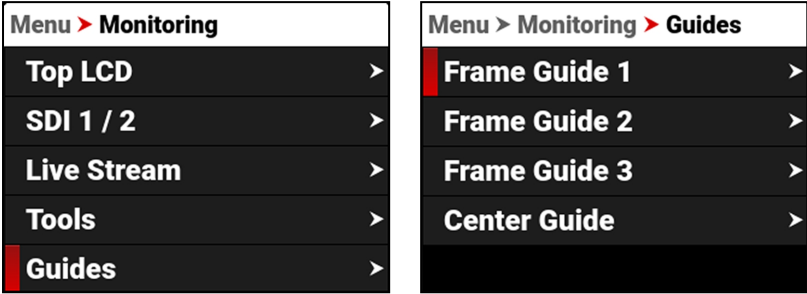 Menu ➤ Monitoring
Top LCD
SDI 1 / 2
Live Stream
Tools
Guides
Menu ➤ Monitoring ➤ Guides
Frame Guide 1
Frame Guide 2
Frame Guide 3
Center Guide